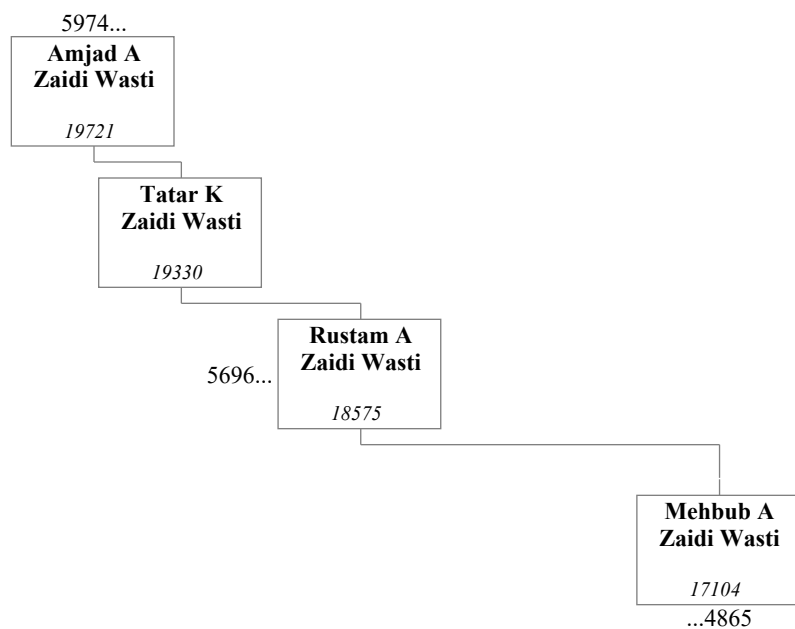 5974...
Amjad A
Zaidi Wasti
19721
Tatar K
Zaidi Wasti
19330
Rustam A
Zaidi Wasti
5696...
18575
Mehbub A
Zaidi Wasti
17104
...4865